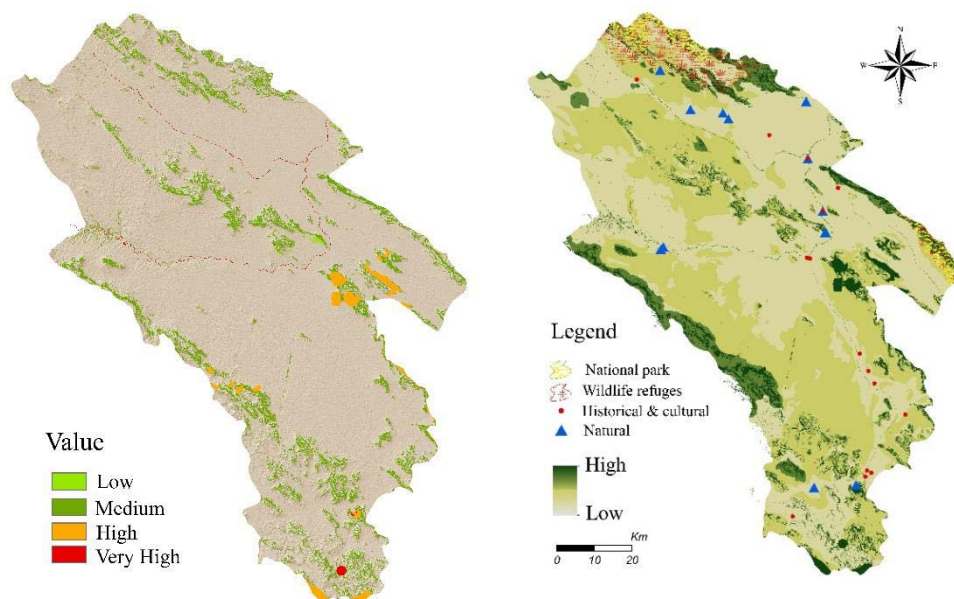 Value
Low
Medium
High
Very High
N
W
E
S
Legend
National park
Wildlife refuges
Historical & cultural
Natural
High
Low
Km
0 10 20